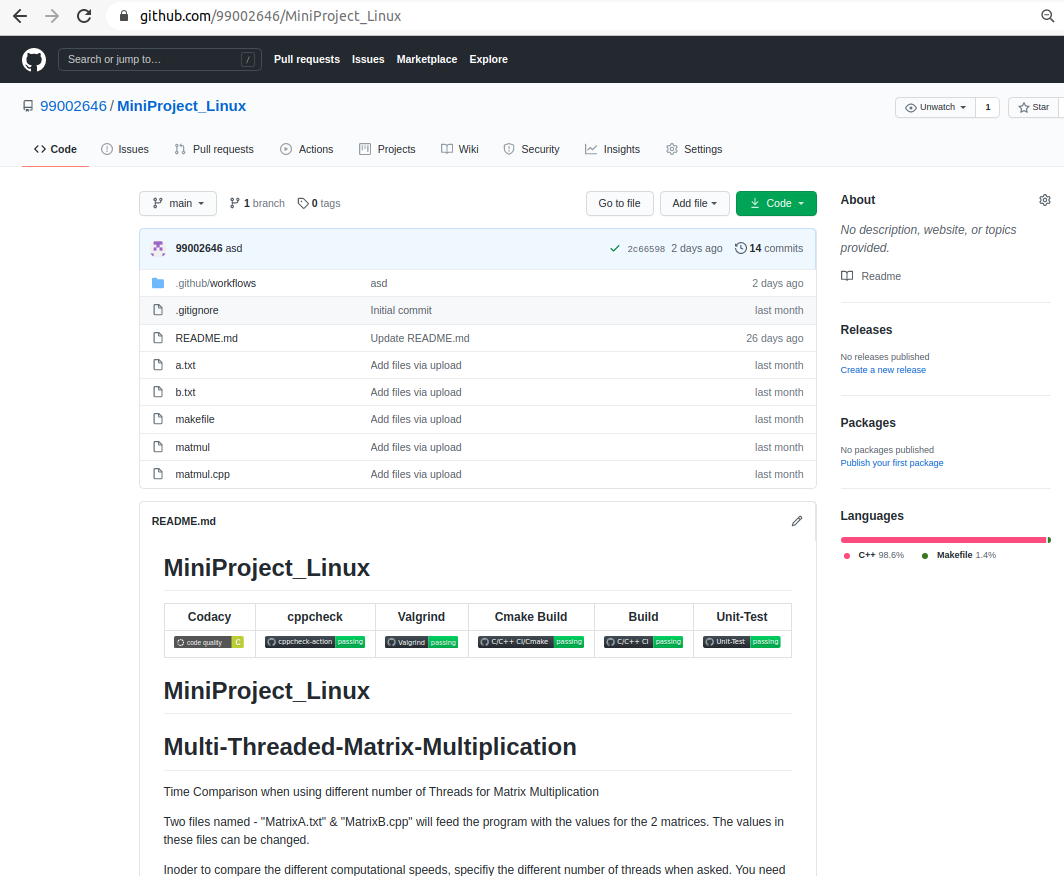 github.com/99002646/MiniProject_Linux
Search or jump to… / Pull requests Issues Marketplace Explore
99002646 / MiniProject_Linux Unwatch 1 Star
Code Issues Pull requests Actions Projects Wiki Security Insights Settings
main 1 branch 0 tags Go to file Add file Code
About
No description, website, or topics
provided.
Readme
99002646 asd 2c66598 2 days ago 14 commits
.github/workflows asd 2 days ago
.gitignore Initial commit last month
README.md Update README.md 26 days ago
a.txt Add files via upload last month
b.txt Add files via upload last month
makefile Add files via upload last month
matmul Add files via upload last month
matmul.cpp Add files via upload last month
Releases
No releases published
Create a new release
Packages
No packages published
Publish your first package
Languages
C++ 98.6% Makefile 1.4%
README.md
MiniProject_Linux
Codacy cppcheck Valgrind Cmake Build Build Unit-Test
code quality C cppcheck-action passing Valgrind passing C/C++ CI/Cmake passing C/C++ CI passing Unit-Test passing
MiniProject_Linux
Multi-Threaded-Matrix-Multiplication
Time Comparison when using different number of Threads for Matrix Multiplication
Two files named - "MatrixA.txt" & "MatrixB.cpp" will feed the program with the values for the 2 matrices. The values in
these files can be changed.
Inoder to compare the different computational speeds, specifiy the different number of threads when asked. You need